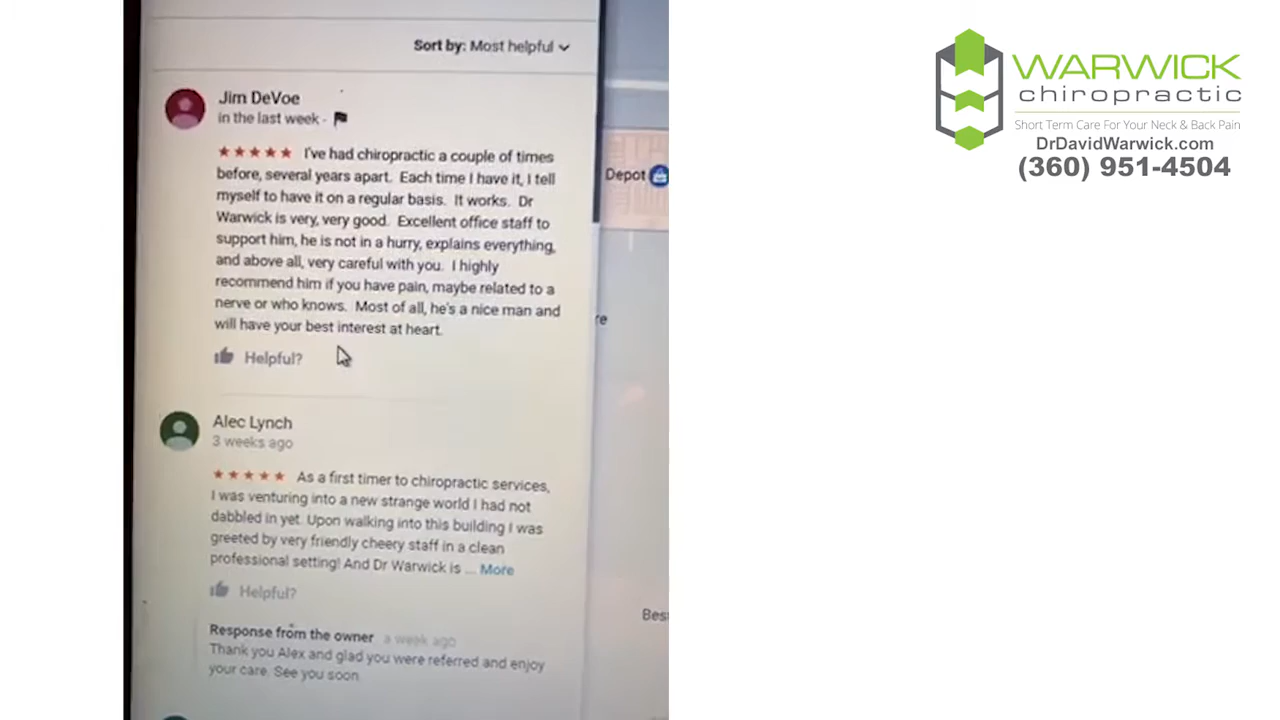 Sort by: Most helpful
Jim DeVoe
in the last week -
I've had chiropractic a couple of times
before, several years apart. Each time I have it, I tell
myself to have it on a regular basis. It works. Dr
Warwick is very, very good. Excellent office staff to
support him, he is not in a hurry, explains everything,
and above all, very careful with you. I highly
recommend him if you have pain, maybe related to a
nerve or who knows. Most of all, he's a nice man and
will have your best interest at heart.
Helpful?
Alec Lynch
3 weeks ago
As a first timer to chiropractic services,
I was venturing into a new strange world I had not
dabbled in yet. Upon walking into this building I was
greeted by very friendly cheery staff in a clean
professional setting! And Dr Warwick is ... More
Helpful?
Response from the owner a week ago
Thank you Alex and glad you were referred and enjoy
your care. See you soon
Depot
re
Bes
WARWICK
chiropractic
Short Term Care For Your Neck & Back Pain
DrDavidWarwick.com
(360) 951-4504